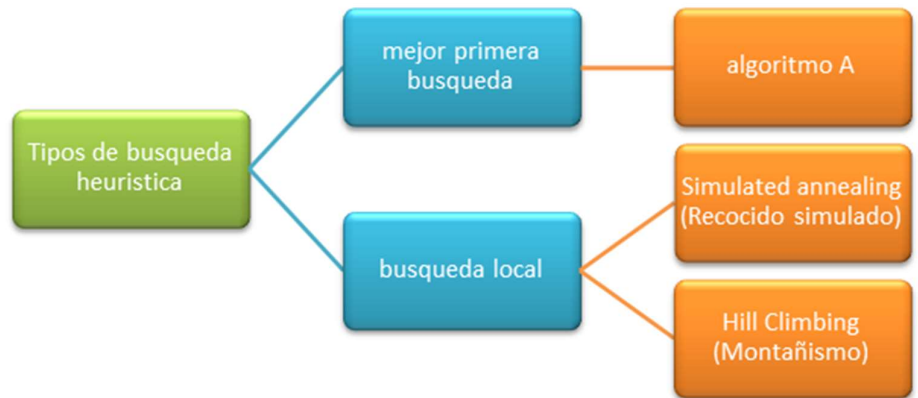 Tipos de busqueda
heuristica
mejor primera
busqueda
algoritmo A
busqueda local
Simulated annealing
(Recocido simulado)
Hill Climbing
(Montañismo)